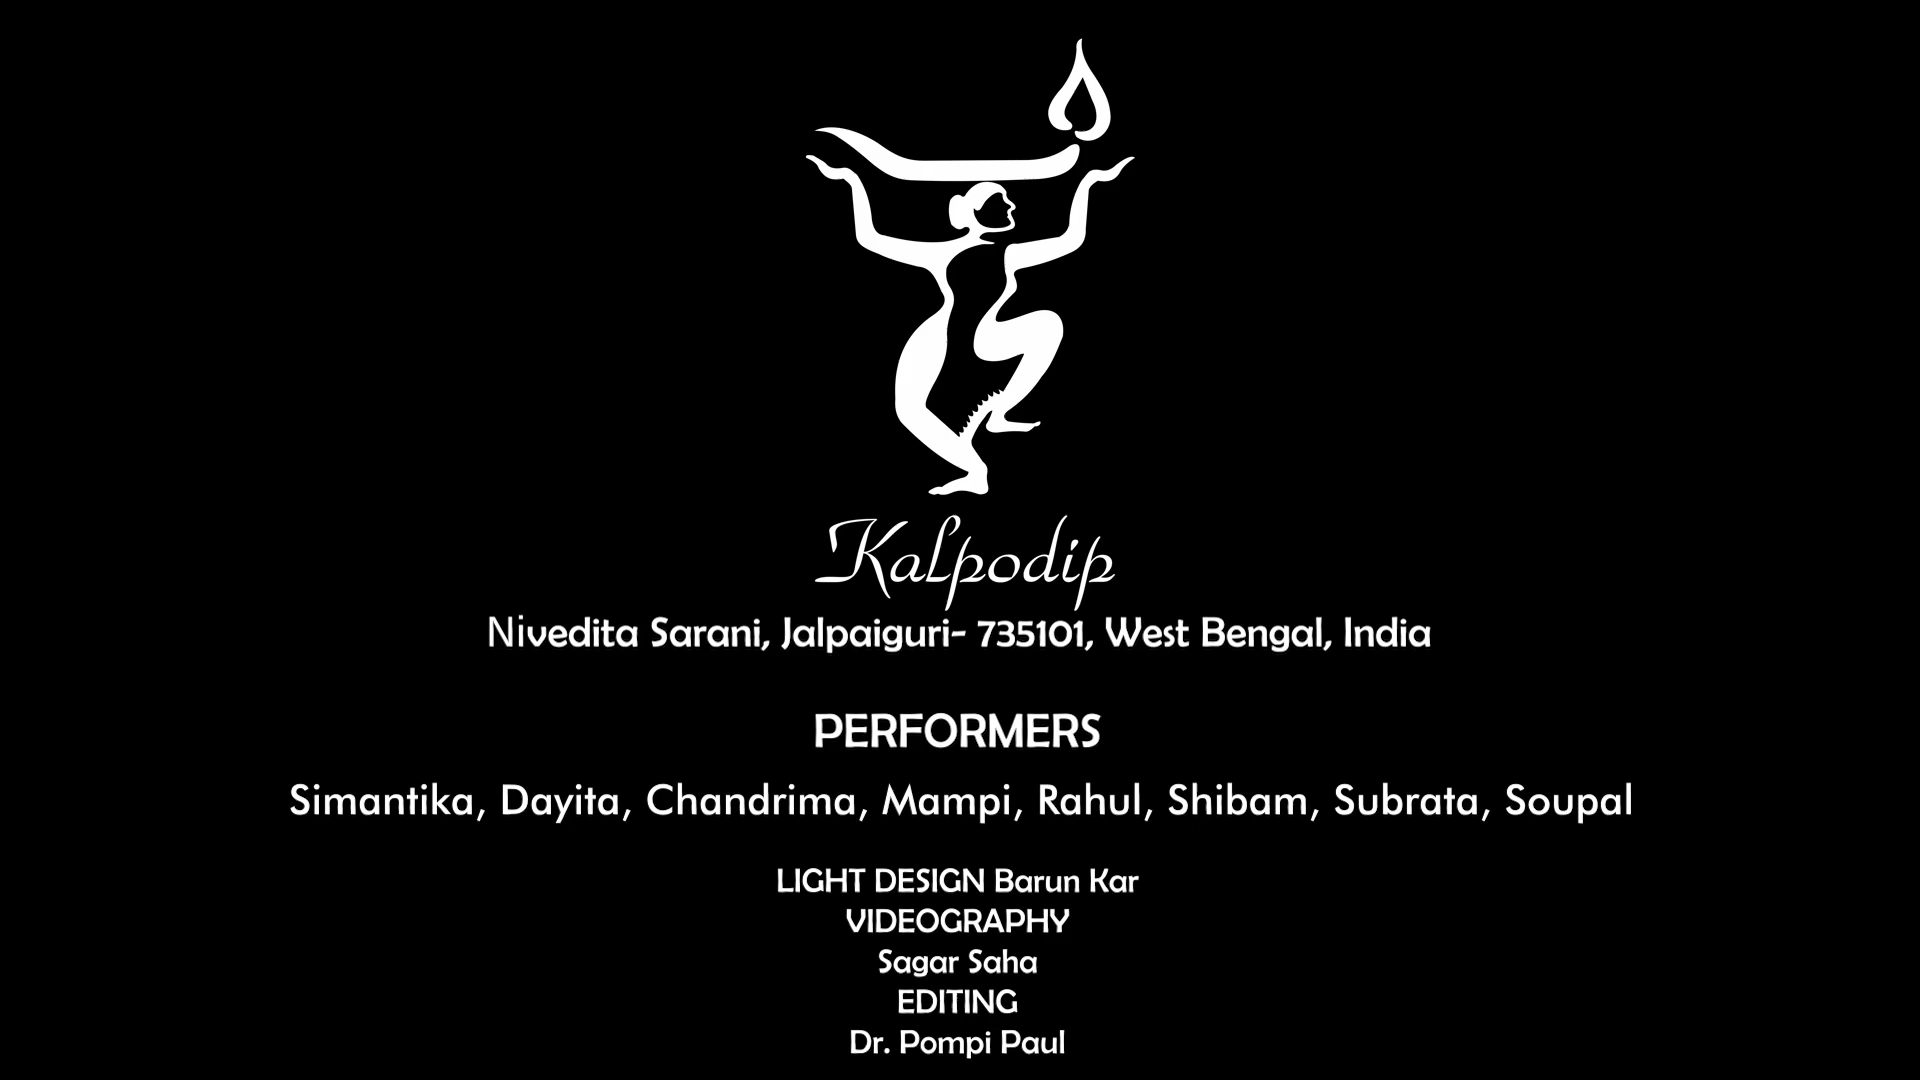 Kalpodip
Nivedita Sarani, Jalpaiguri- 735101, West Bengal, India
PERFORMERS
Simantika, Dayita, Chandrima, Mampi, Rahul, Shibam, Subrata, Soupal
LIGHT DESIGN Barun Kar
VIDEOGRAPHY
Sagar Saha
EDITING
Dr. Pompi Paul